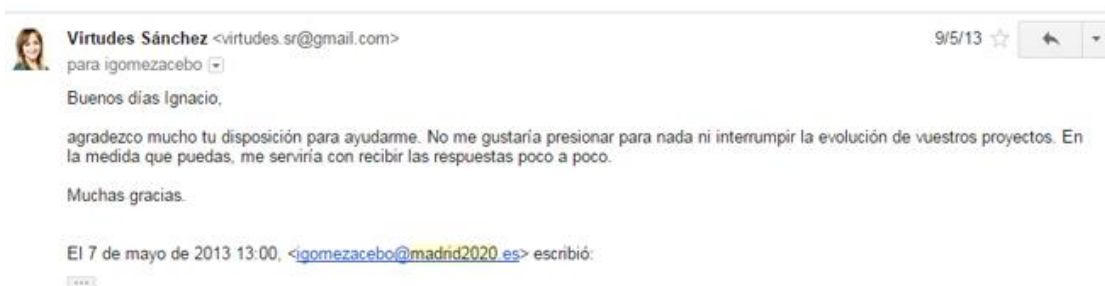 Virtudes Sánchez <virtudes.sr@gmail.com>
9/5/13
para igomezacebo
Buenos días Ignacio,
agradezco mucho tu disposición para ayudarme. No me gustaría presionar para nada ni interrumpir la evolución de vuestros proyectos. En
la medida que puedas, me serviría con recibir las respuestas poco a poco.
Muchas gracias.
El 7 de mayo de 2013 13:00, <igomezacebo@madrid2020.es> escribió: